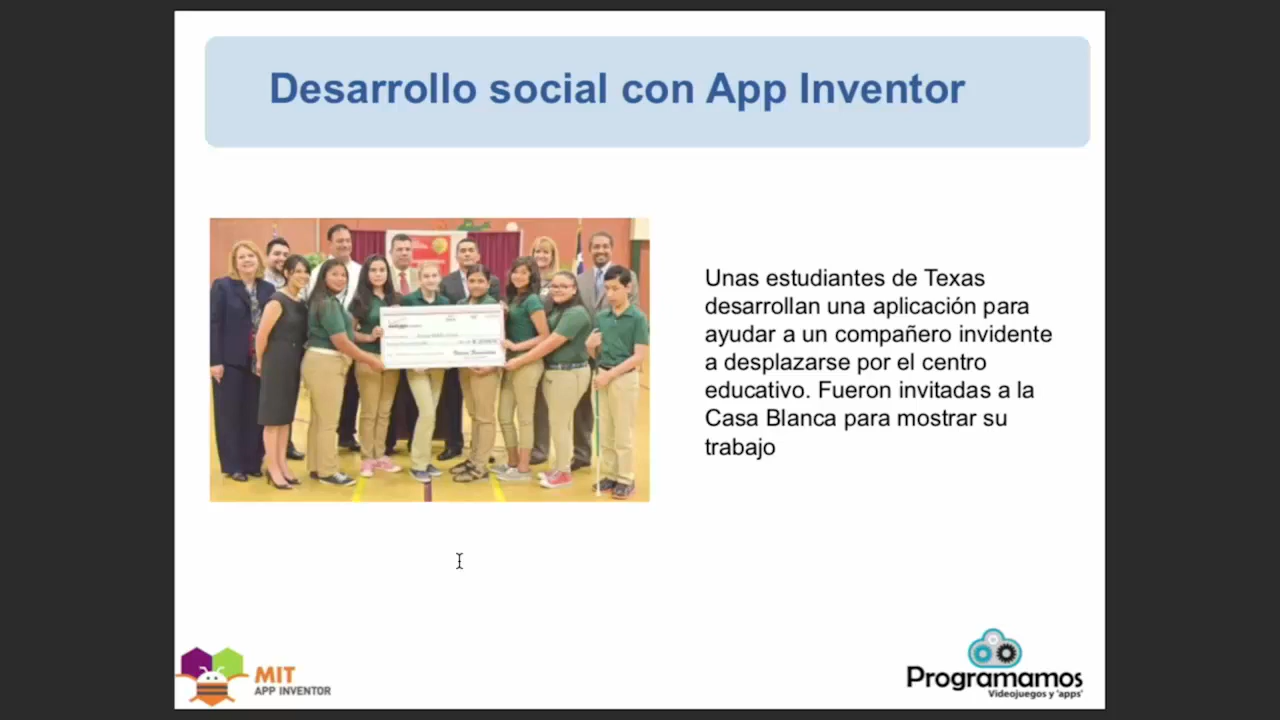 Desarrollo social con App Inventor
Unas estudiantes de Texas
desarrollan una aplicación para
ayudar a un compañero invidente
a desplazarse por el centro
educativo. Fueron invitadas a la
Casa Blanca para mostrar su
trabajo
MIT
APP INVENTOR
Programamos
Videojuegos y 'apps'